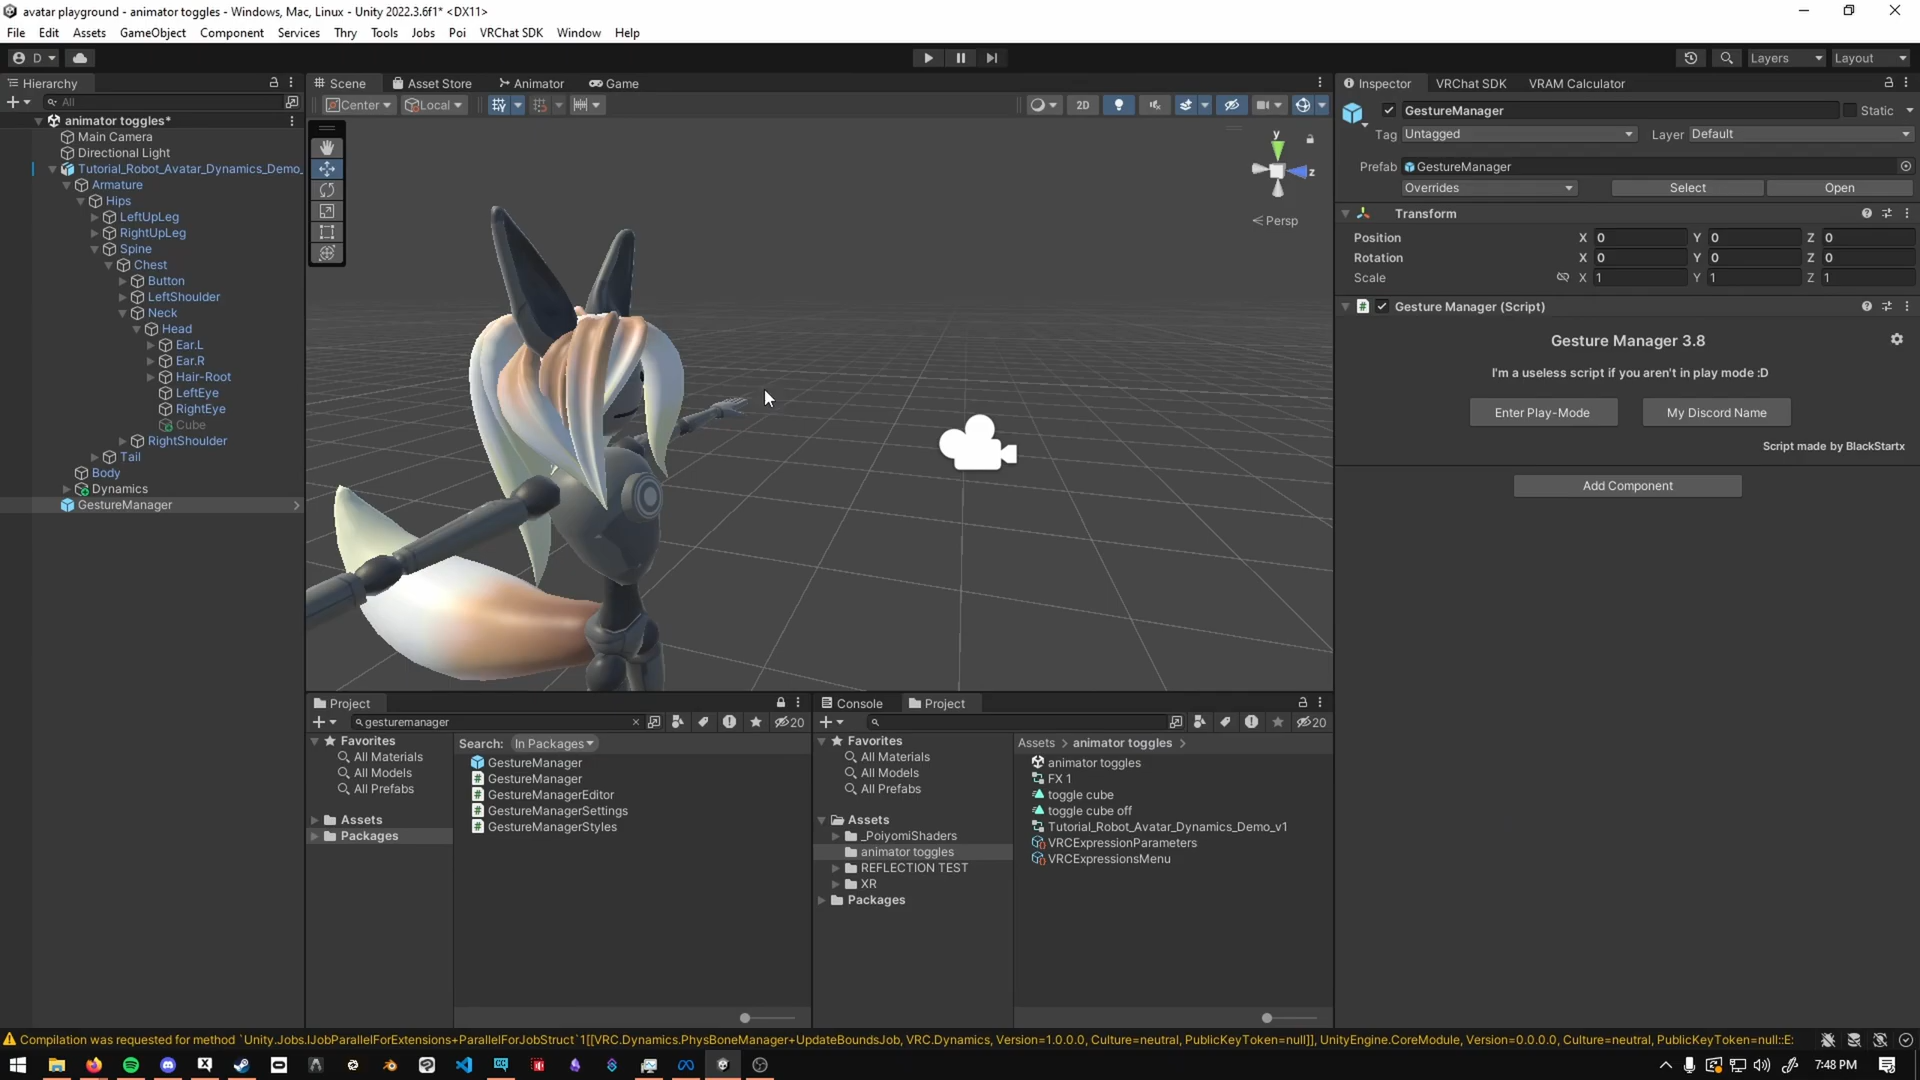 avatar playground - animator toggles - Windows, Mac, Linux - Unity 2022.3.6f1* <DX11>
File Edit Assets GameObject Component Services Thry Tools Jobs Poi VRChat SDK Window Help
D Layers Layout
Hierarchy
All
animator toggles*
Main Camera
Directional Light
Tutorial_Robot_Avatar_Dynamics_Demo_
Armature
Hips
LeftUpLeg
RightUpLeg
Spine
Chest
Button
LeftShoulder
Neck
Head
Ear.L
Ear.R
Hair-Root
LeftEye
RightEye
Cube
RightShoulder
Tail
Body
Dynamics
GestureManager
Scene Asset Store Animator Game
Center Local 2D
y
z
Persp
Inspector VRChat SDK VRAM Calculator
GestureManager Static
Tag Untagged Layer Default
Prefab GestureManager
Overrides Select Open
Transform
Position X 0 Y 0 Z 0
Rotation X 0 Y 0 Z 0
Scale X 1 Y 1 Z 1
# Gesture Manager (Script)
Gesture Manager 3.8
I'm a useless script if you aren't in play mode :D
Enter Play-Mode My Discord Name
Script made by BlackStartx
Add Component
Project
gesturemanager 20
Favorites
All Materials
All Models
All Prefabs
Assets
Packages
Search: In Packages
GestureManager
GestureManager
GestureManagerEditor
GestureManagerSettings
GestureManagerStyles
Console Project
20
Favorites
All Materials
All Models
All Prefabs
Assets
_PoiyomiShaders
animator toggles
REFLECTION TEST
XR
Packages
Assets > animator toggles >
animator toggles
FX 1
toggle cube
toggle cube off
Tutorial_Robot_Avatar_Dynamics_Demo_v1
VRCExpressionParameters
VRCExpressionsMenu
Compilation was requested for method `Unity.Jobs.IJobParallelForExtensions+ParallelForJobStruct`1[[VRC.Dynamics.PhysBoneManager+UpdateBoundsJob, VRC.Dynamics, Version=1.0.0.0, Culture=neutral, PublicKeyToken=null]], UnityEngine.CoreModule, Version=0.0.0.0, Culture=neutral, PublicKeyToken=null::E:
7:48 PM